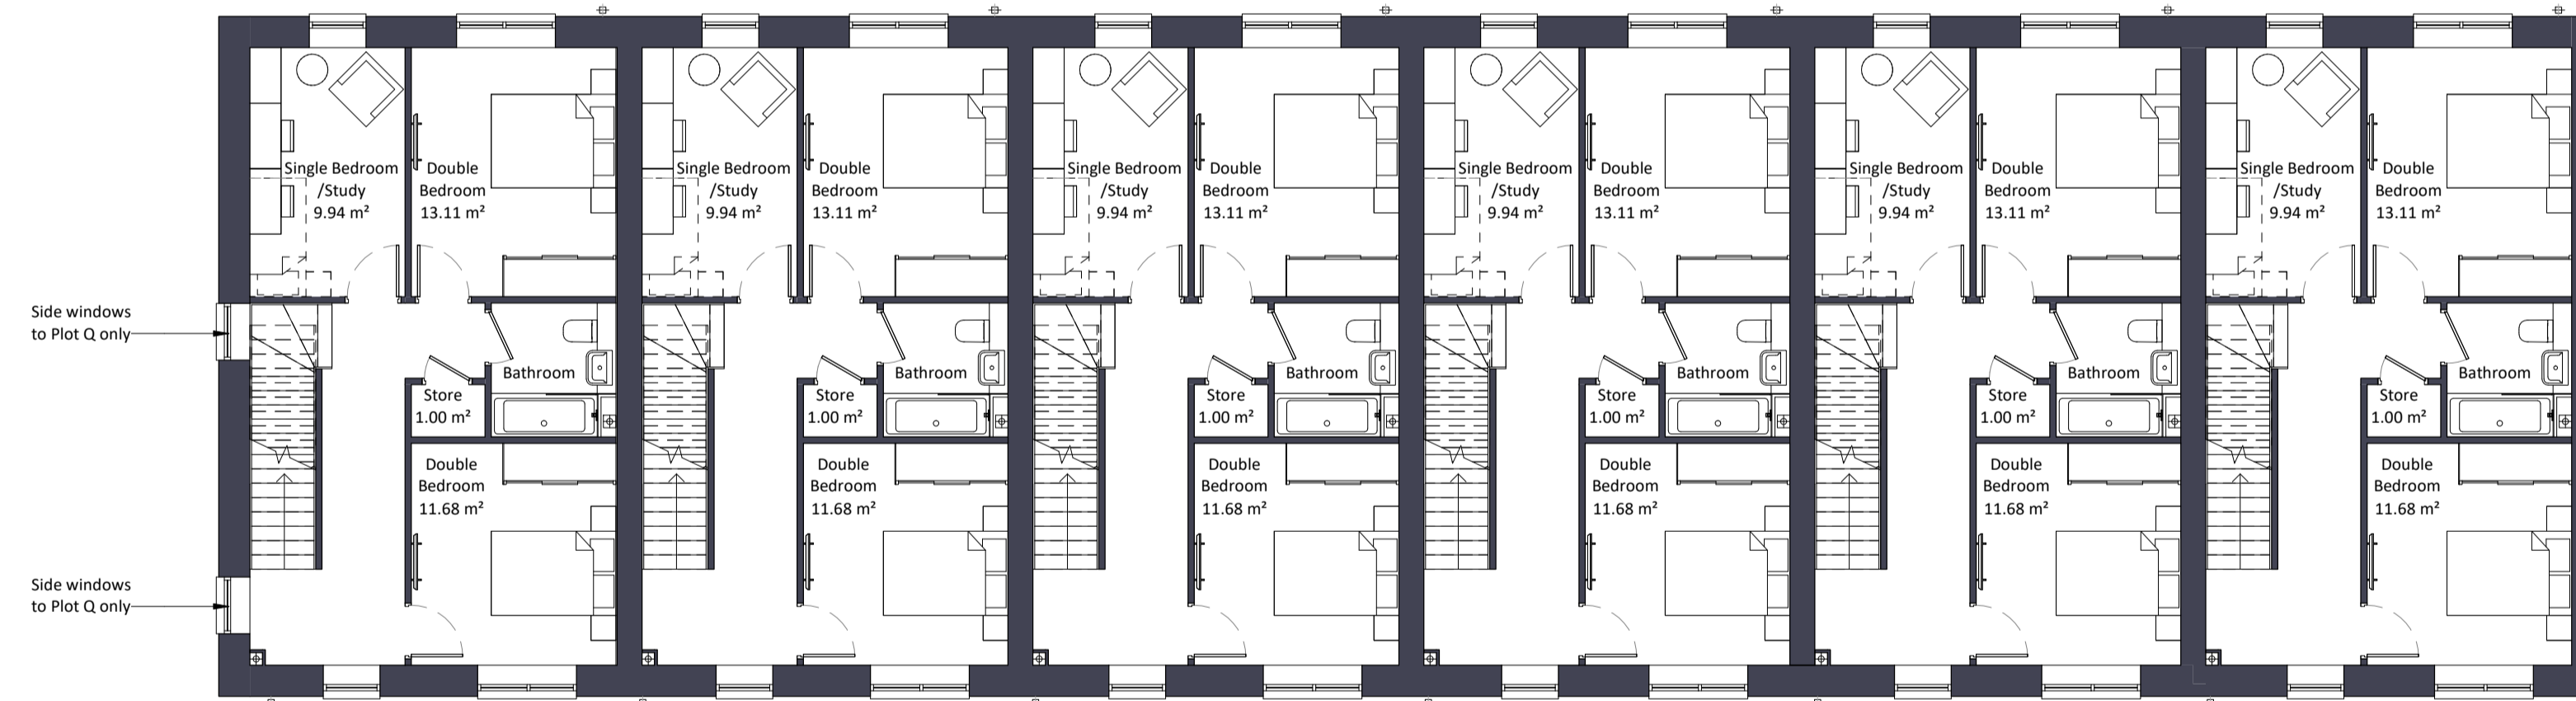 Single Bedroom
/Study
9.94 m²
Double
Bedroom
13.11 m²
Single Bedroom
/Study
9.94 m²
Double
Bedroom
13.11 m²
Single Bedroom
/Study
9.94 m²
Double
Bedroom
13.11 m²
Single Bedroom
/Study
9.94 m²
Double
Bedroom
13.11 m²
Single Bedroom
/Study
9.94 m²
Double
Bedroom
13.11 m²
Single Bedroom
/Study
9.94 m²
Double
Bedroom
13.11 m²
Side windows
to Plot Q only
Bathroom
Store
1.00 m²
Bathroom
Store
1.00 m²
Bathroom
Store
1.00 m²
Bathroom
Store
1.00 m²
Bathroom
Store
1.00 m²
Bathroom
Store
1.00 m²
Double
Bedroom
11.68 m²
Double
Bedroom
11.68 m²
Double
Bedroom
11.68 m²
Double
Bedroom
11.68 m²
Double
Bedroom
11.68 m²
Double
Bedroom
11.68 m²
Side windows
to Plot Q only